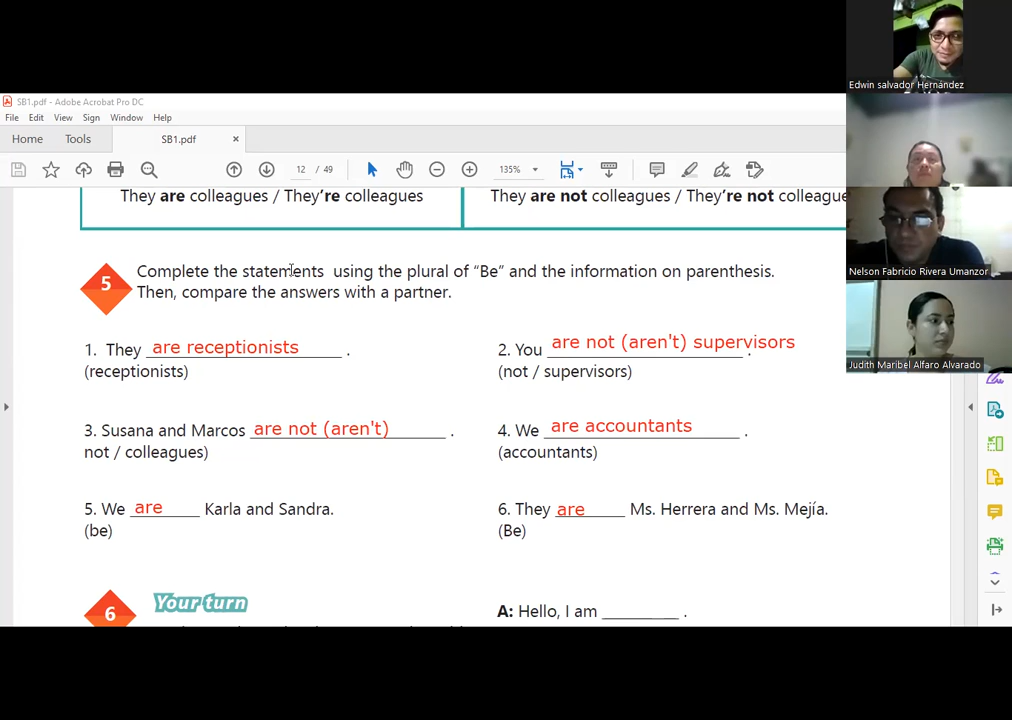 Edwin salvador Hernández
SB1.pdf - Adobe Acrobat Pro DC
File Edit View Sign Window Help
Home Tools SB1.pdf ×
12 / 49 135%
They are colleagues / They're colleagues
They are not colleagues / They're not colleague
5 Complete the statements using the plural of “Be” and the information on parenthesis.
Then, compare the answers with a partner.
Nelson Fabricio Rivera Umanzor
1. They are receptionists .
(receptionists)
2. You are not (aren't) supervisors .
(not / supervisors)
Judith Maribel Alfaro Alvarado
3. Susana and Marcos are not (aren't) .
not / colleagues)
4. We are accountants .
(accountants)
5. We are Karla and Sandra.
(be)
6. They are Ms. Herrera and Ms. Mejía.
(Be)
6 Your turn
A: Hello, I am ________ .